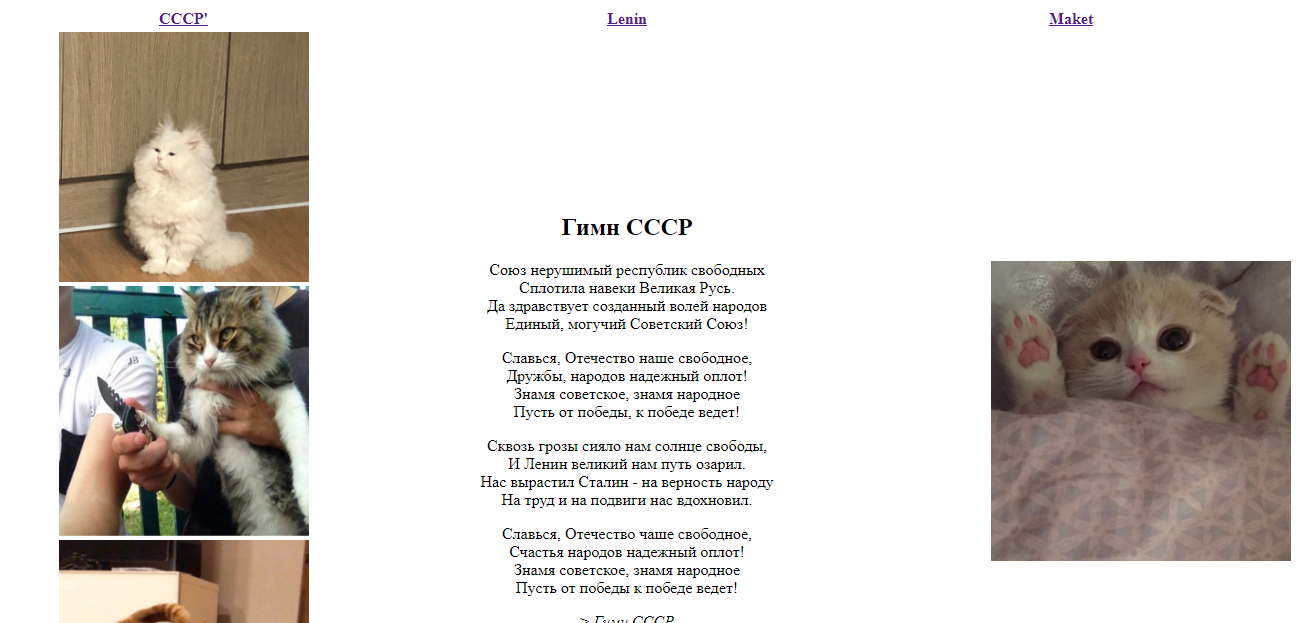 СССР'
Lenin
Maket
Гимн СССР
Союз нерушимый республик свободных
Сплотила навеки Великая Русь.
Да здравствует созданный волей народов
Единый, могучий Советский Союз!
Славься, Отечество наше свободное,
Дружбы, народов надежный оплот!
Знамя советское, знамя народное
Пусть от победы, к победе ведет!
Сквозь грозы сияло нам солнце свободы,
И Ленин великий нам путь озарил.
Нас вырастил Сталин - на верность народу
На труд и на подвиги нас вдохновил.
Славься, Отечество чаше свободное,
Счастья народов надежный оплот!
Знамя советское, знамя народное
Пусть от победы к победе ведет!
> Гимн СССР